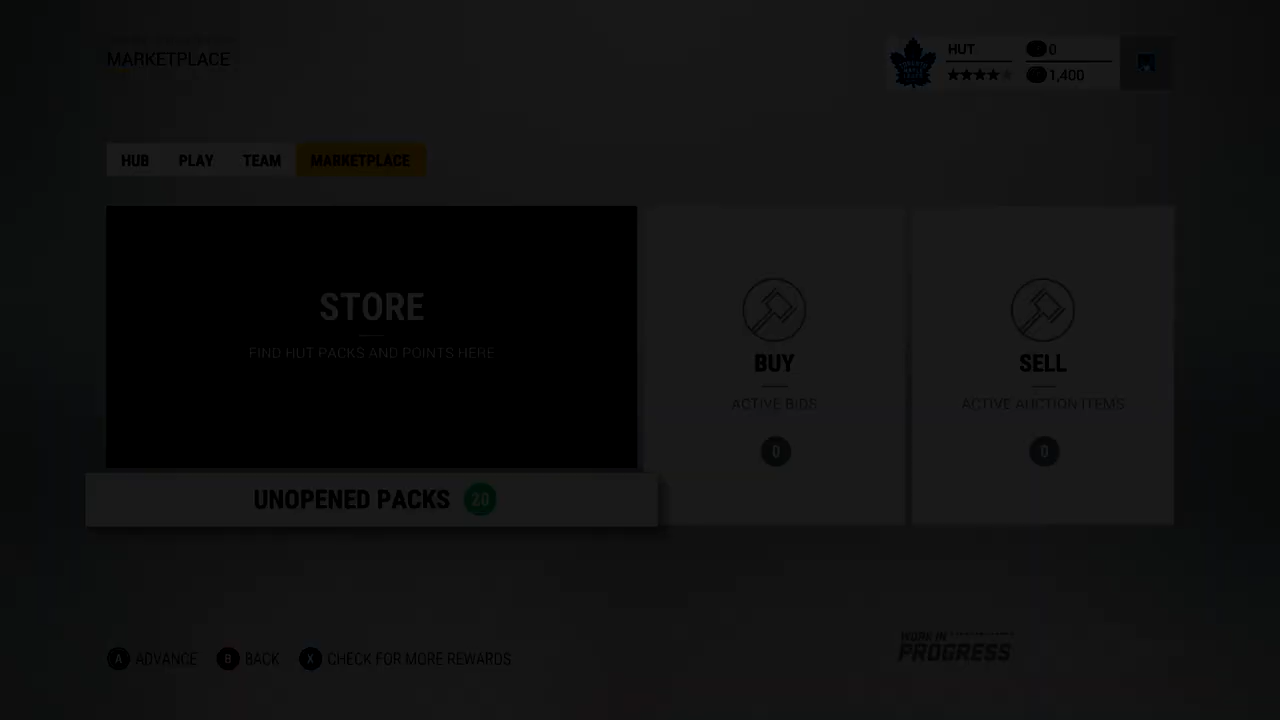 MARKETPLACE
HUT 0
1,400
HUB PLAY TEAM MARKETPLACE
STORE
FIND HUT PACKS AND POINTS HERE
BUY
ACTIVE BIDS
0
SELL
ACTIVE AUCTION ITEMS
0
UNOPENED PACKS 20
A ADVANCE B BACK X CHECK FOR MORE REWARDS
WORK IN
PROGRESS